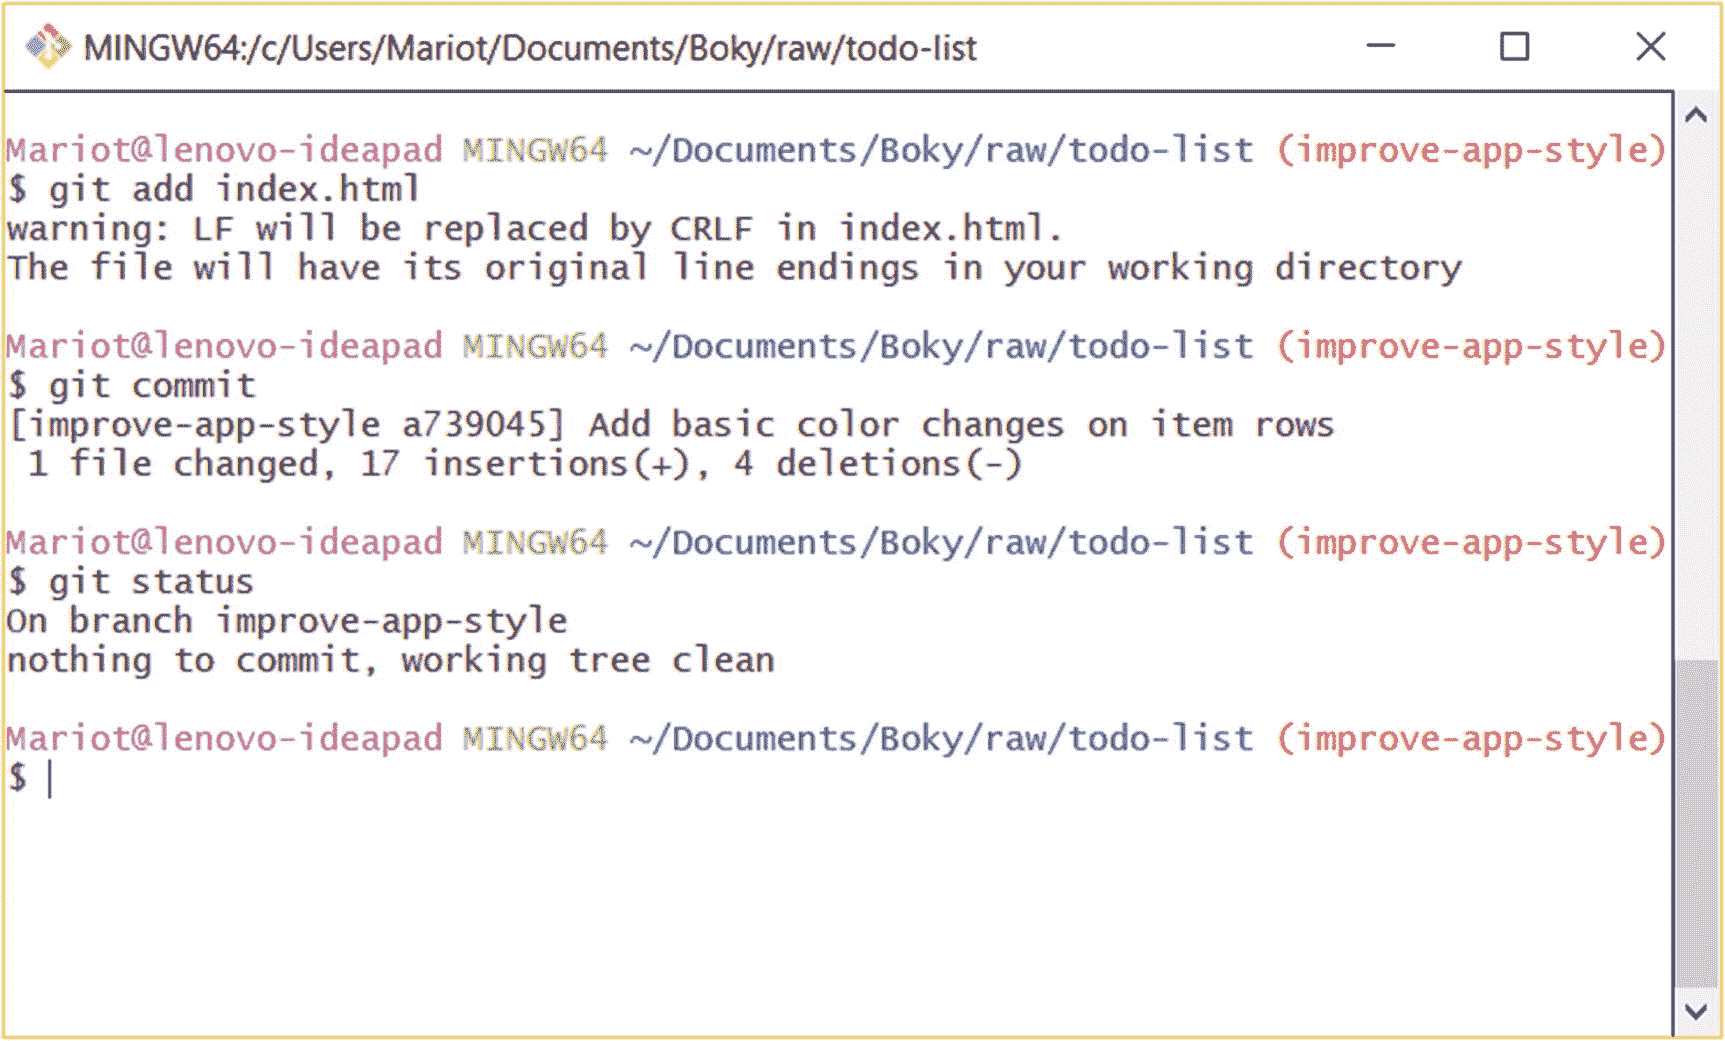 MINGW64:/c/Users/Mariot/Documents/Boky/raw/todo-list
Mariot@lenovo-ideapad MINGW64 ~/Documents/Boky/raw/todo-list (improve-app-style)
$ git add index.html
warning: LF will be replaced by CRLF in index.html.
The file will have its original line endings in your working directory
Mariot@lenovo-ideapad MINGW64 ~/Documents/Boky/raw/todo-list (improve-app-style)
$ git commit
[improve-app-style a739045] Add basic color changes on item rows
 1 file changed, 17 insertions(+), 4 deletions(-)
Mariot@lenovo-ideapad MINGW64 ~/Documents/Boky/raw/todo-list (improve-app-style)
$ git status
On branch improve-app-style
nothing to commit, working tree clean
Mariot@lenovo-ideapad MINGW64 ~/Documents/Boky/raw/todo-list (improve-app-style)
$